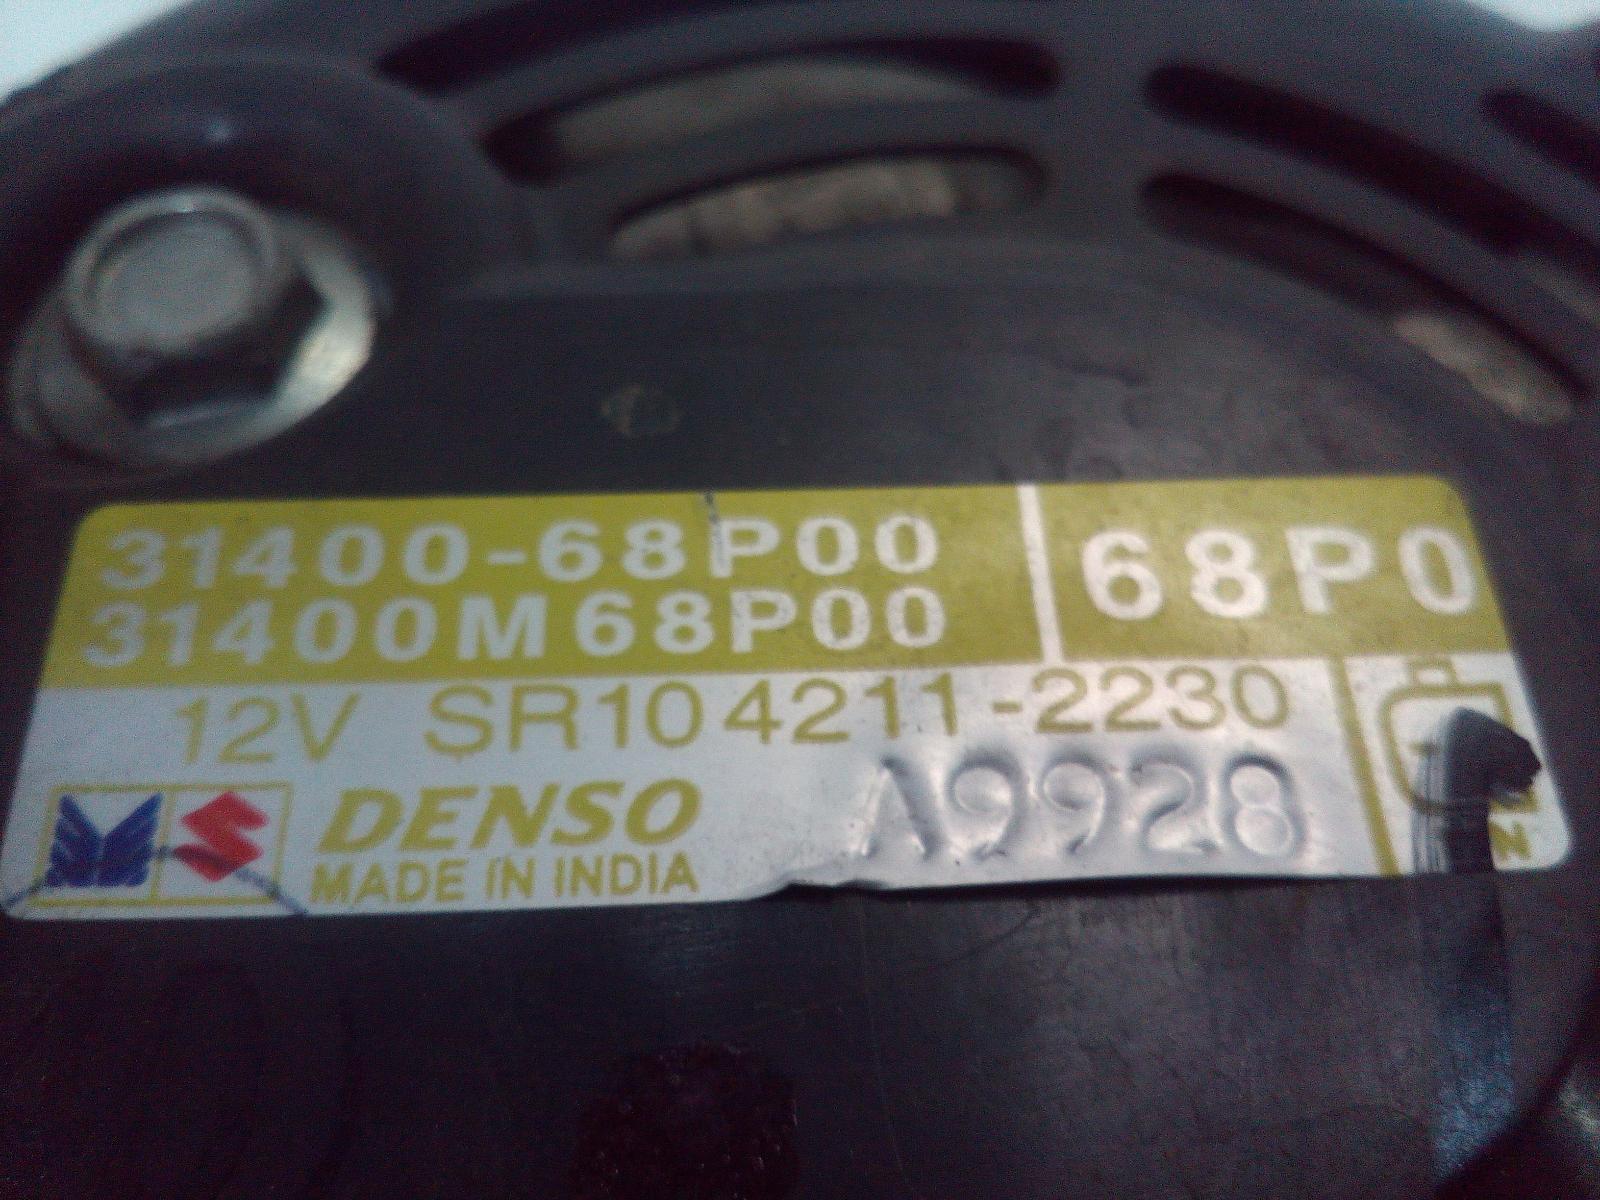 31400-68P00
31400M68P00
68P0
12V SR10 4211-2230
A9928
DENSO
MADE IN INDIA